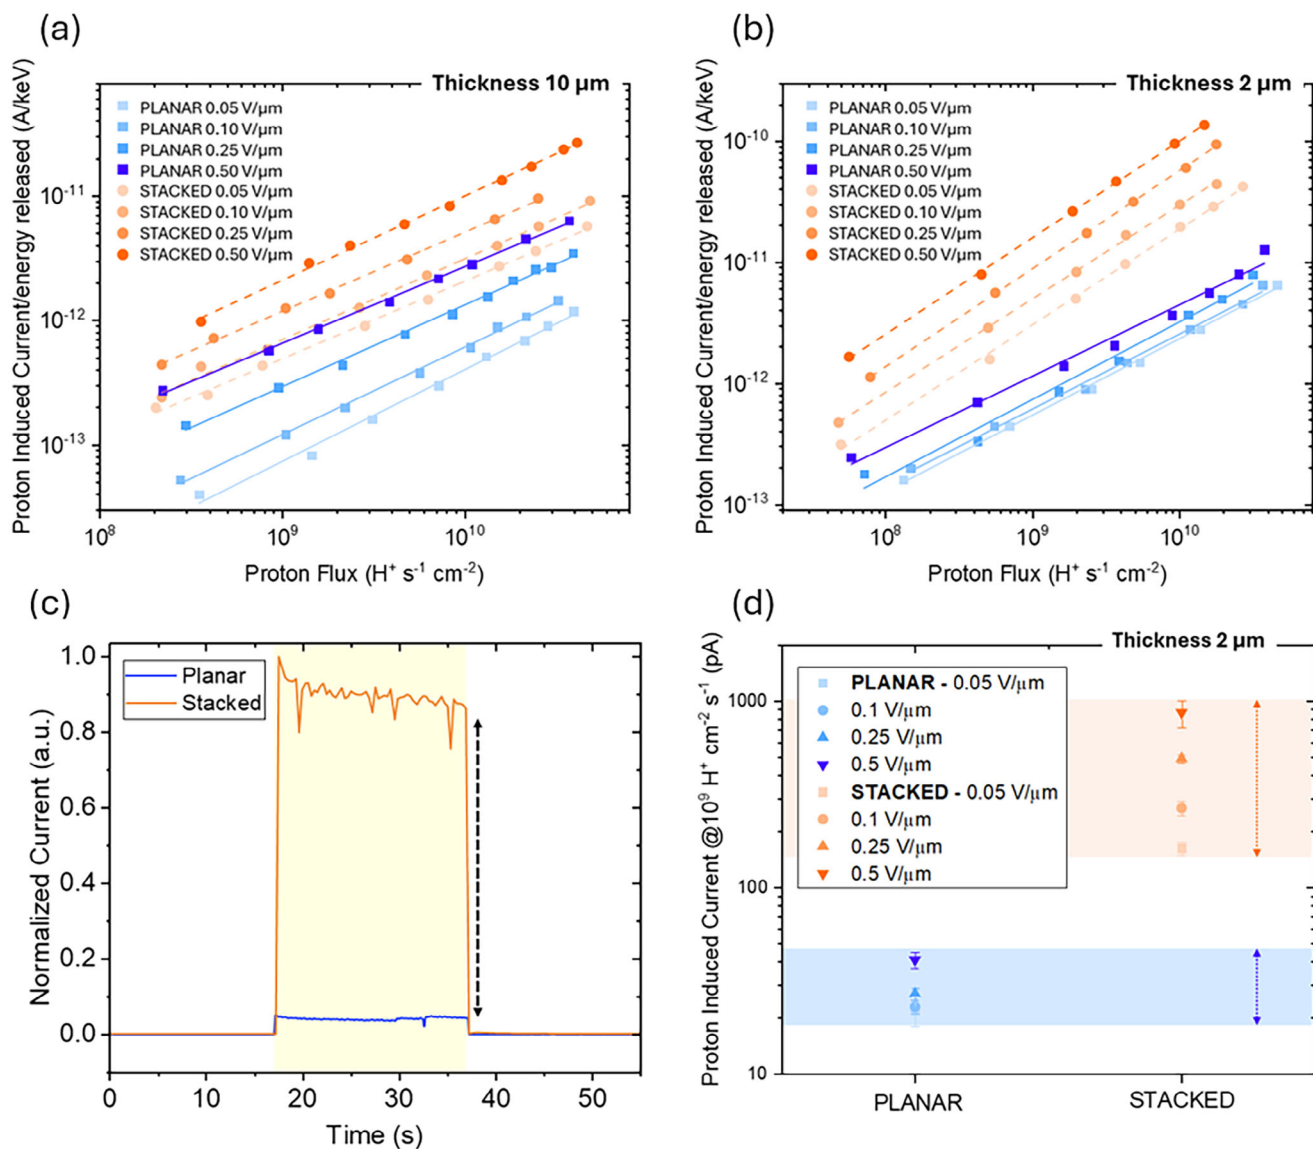 (a)
Thickness 10 µm
Proton Induced Current/energy released (A/keV)
PLANAR 0.05 V/µm
PLANAR 0.10 V/µm
PLANAR 0.25 V/µm
PLANAR 0.50 V/µm
STACKED 0.05 V/µm
STACKED 0.10 V/µm
STACKED 0.25 V/µm
STACKED 0.50 V/µm
10⁻¹¹
10⁻¹²
10⁻¹³
10⁸ 10⁹ 10¹⁰
Proton Flux (H⁺ s⁻¹ cm⁻²)
(b)
Thickness 2 µm
Proton Induced Current/energy released (A/keV)
PLANAR 0.05 V/µm
PLANAR 0.10 V/µm
PLANAR 0.25 V/µm
PLANAR 0.50 V/µm
STACKED 0.05 V/µm
STACKED 0.10 V/µm
STACKED 0.25 V/µm
STACKED 0.50 V/µm
10⁻¹⁰
10⁻¹¹
10⁻¹²
10⁻¹³
10⁸ 10⁹ 10¹⁰
Proton Flux (H⁺ s⁻¹ cm⁻²)
(c)
Normalized Current (a.u.)
Planar
Stacked
1.0
0.8
0.6
0.4
0.2
0.0
0 10 20 30 40 50
Time (s)
(d)
Thickness 2 µm
Proton Induced Current @10⁹ H⁺ cm⁻² s⁻¹ (pA)
PLANAR - 0.05 V/µm
0.1 V/µm
0.25 V/µm
0.5 V/µm
STACKED - 0.05 V/µm
0.1 V/µm
0.25 V/µm
0.5 V/µm
1000
100
10
PLANAR STACKED